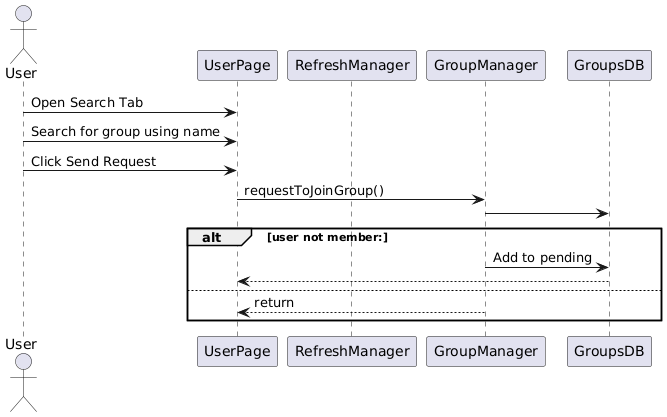 User
UserPage
RefreshManager
GroupManager
GroupsDB
Open Search Tab
Search for group using name
Click Send Request
requestToJoinGroup()
alt
[user not member:]
Add to pending
return
User
UserPage
RefreshManager
GroupManager
GroupsDB